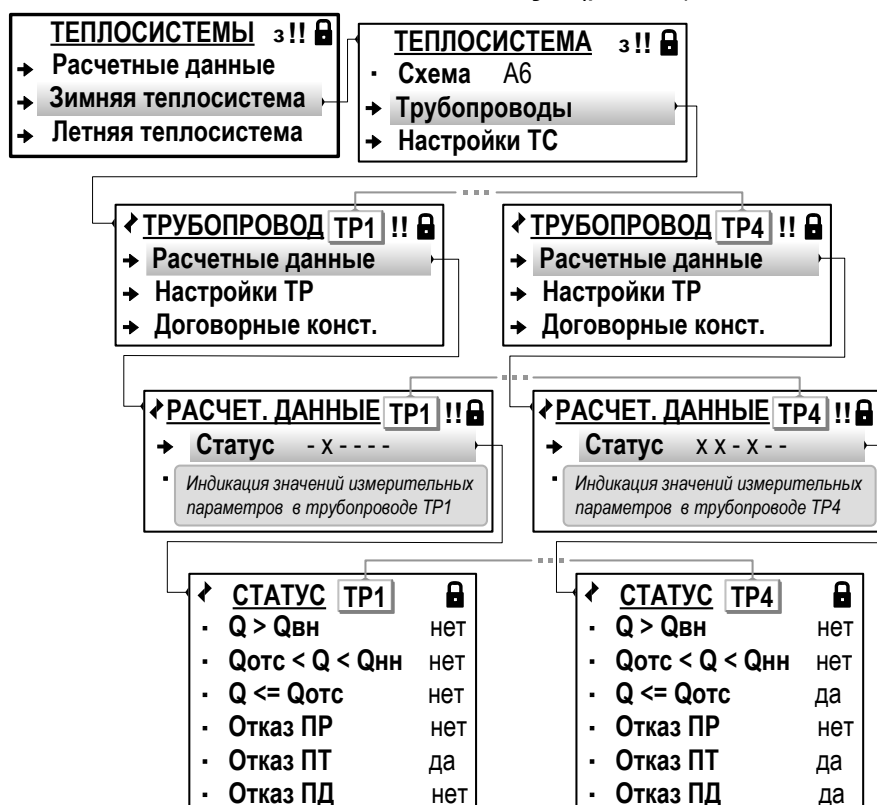 ТЕПЛОСИСТЕМЫ з !!
Расчетные данные
Зимняя теплосистема
Летняя теплосистема
ТЕПЛОСИСТЕМА з !!
Схема А6
Трубопроводы
Настройки ТС
ТРУБОПРОВОД ТР1 !!
Расчетные данные
Настройки ТР
Договорные конст.
ТРУБОПРОВОД ТР4 !!
Расчетные данные
Настройки ТР
Договорные конст.
РАСЧЕТ. ДАННЫЕ ТР1 !!
Статус - x - - - -
Индикация значений измерительных
параметров в трубопроводе ТР1
РАСЧЕТ. ДАННЫЕ ТР4 !!
Статус x x - x - -
Индикация значений измерительных
параметров в трубопроводе ТР4
СТАТУС ТР1
Q > Qвн нет
Qотс < Q < Qнн нет
Q <= Qотс нет
Отказ ПР нет
Отказ ПТ да
Отказ ПД нет
СТАТУС ТР4
Q > Qвн нет
Qотс < Q < Qнн нет
Q <= Qотс да
Отказ ПР нет
Отказ ПТ да
Отказ ПД да